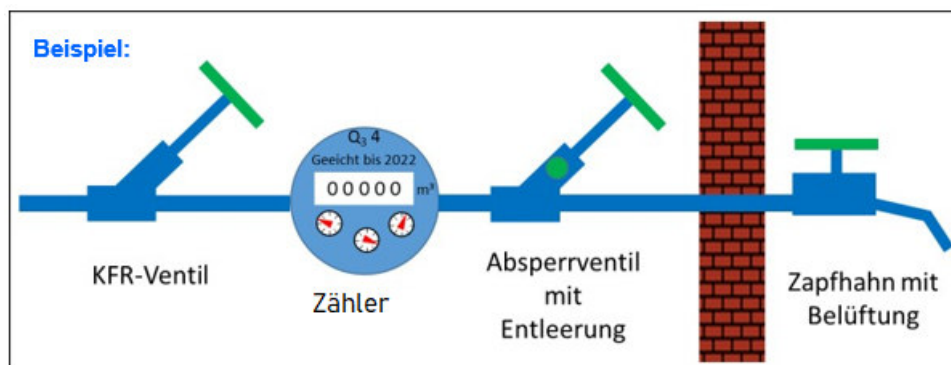 Beispiel:
Q₃ 4
Geeicht bis 2022
00000 m³
KFR-Ventil
Zähler
Absperrventil
mit
Entleerung
Zapfhahn mit
Belüftung